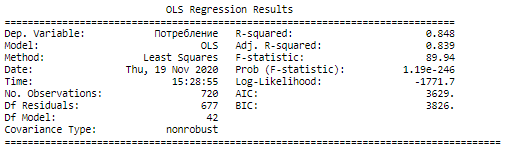 OLS Regression Results
==============================================================================
Dep. Variable: Потребление R-squared: 0.848
Model: OLS Adj. R-squared: 0.839
Method: Least Squares F-statistic: 89.94
Date: Thu, 19 Nov 2020 Prob (F-statistic): 1.19e-246
Time: 15:28:55 Log-Likelihood: -1771.7
No. Observations: 720 AIC: 3629.
Df Residuals: 677 BIC: 3826.
Df Model: 42
Covariance Type: nonrobust
==============================================================================